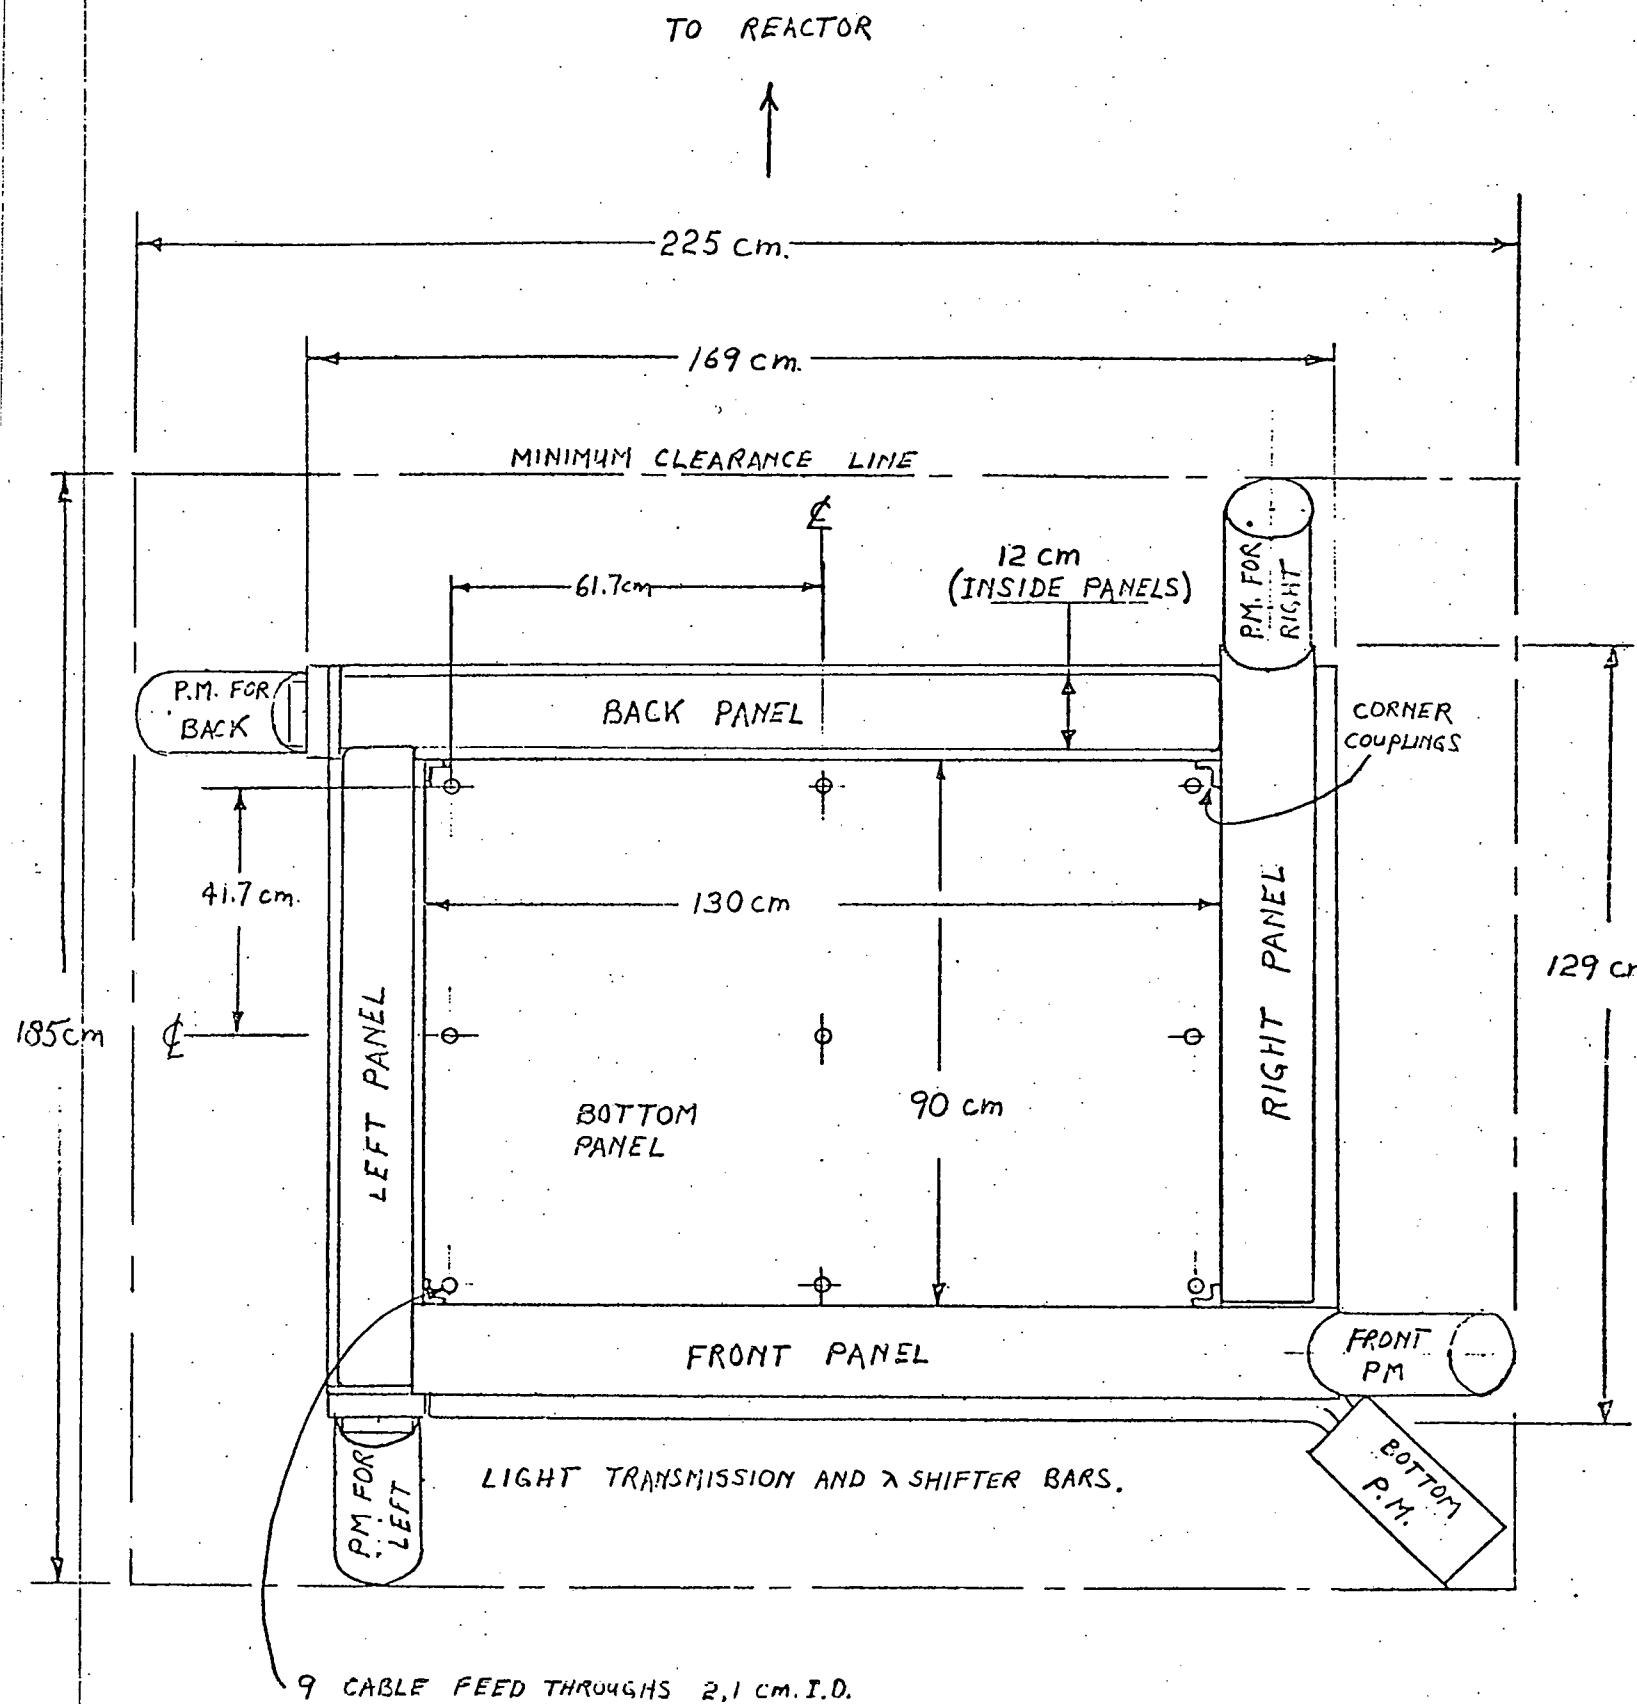 TO REACTOR
225 cm.
169 cm.
MINIMUM CLEARANCE LINE
℄
12 cm
(INSIDE PANELS)
61.7cm
P.M. FOR
RIGHT
P.M. FOR
BACK
BACK PANEL
CORNER
COUPLINGS
41.7 cm.
130 cm
129 cm
185 cm
℄
LEFT PANEL
RIGHT PANEL
90 cm
BOTTOM
PANEL
FRONT PANEL
FRONT
PM
BOTTOM
P.M.
PM FOR
LEFT
LIGHT TRANSMISSION AND λ SHIFTER BARS.
9 CABLE FEED THROUGHS 2,1 cm. I.D.